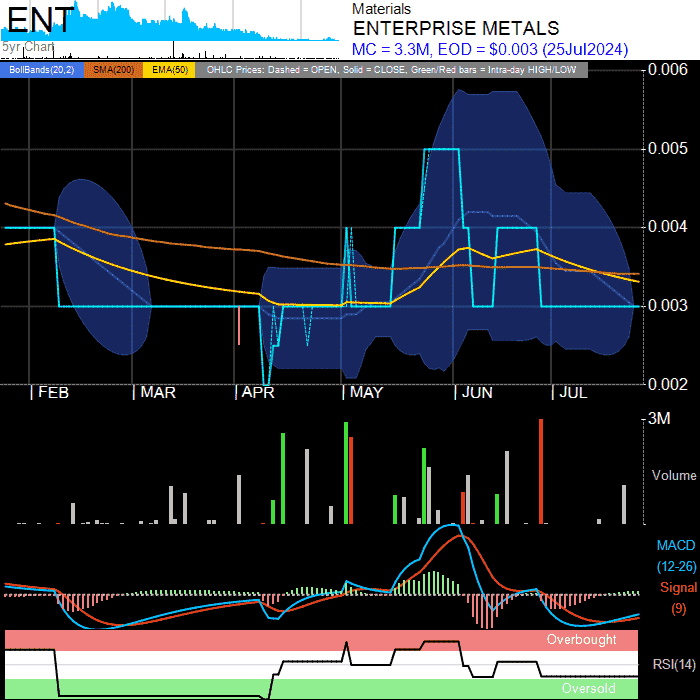 ENT
5yr Chart
Materials
ENTERPRISE METALS
MC = 3.3M, EOD = $0.003 (25Jul2024)
BollBands(20,2) SMA(200) EMA(50) OHLC Prices: Dashed = OPEN, Solid = CLOSE, Green/Red bars = Intra-day HIGH/LOW
0.006
0.005
0.004
0.003
0.002
| FEB | MAR | APR | MAY | JUN | JUL
3M
Volume
MACD
(12-26)
Signal
(9)
Overbought
RSI(14)
Oversold